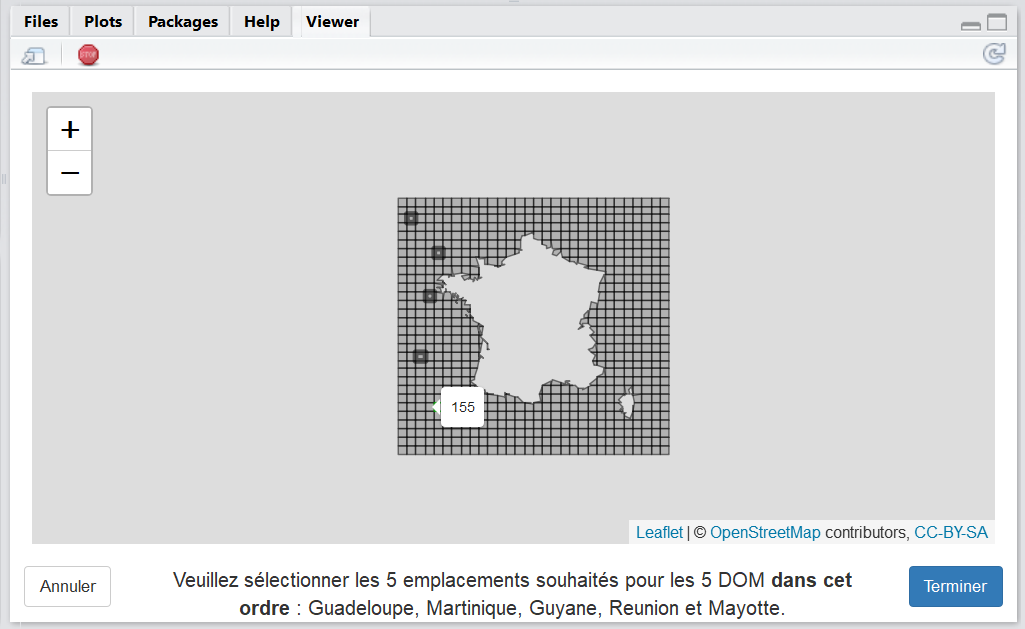 Files Plots Packages Help Viewer
STOP
+
−
155
Leaflet | © OpenStreetMap contributors, CC-BY-SA
Annuler
Veuillez sélectionner les 5 emplacements souhaités pour les 5 DOM dans cet
ordre : Guadeloupe, Martinique, Guyane, Reunion et Mayotte.
Terminer